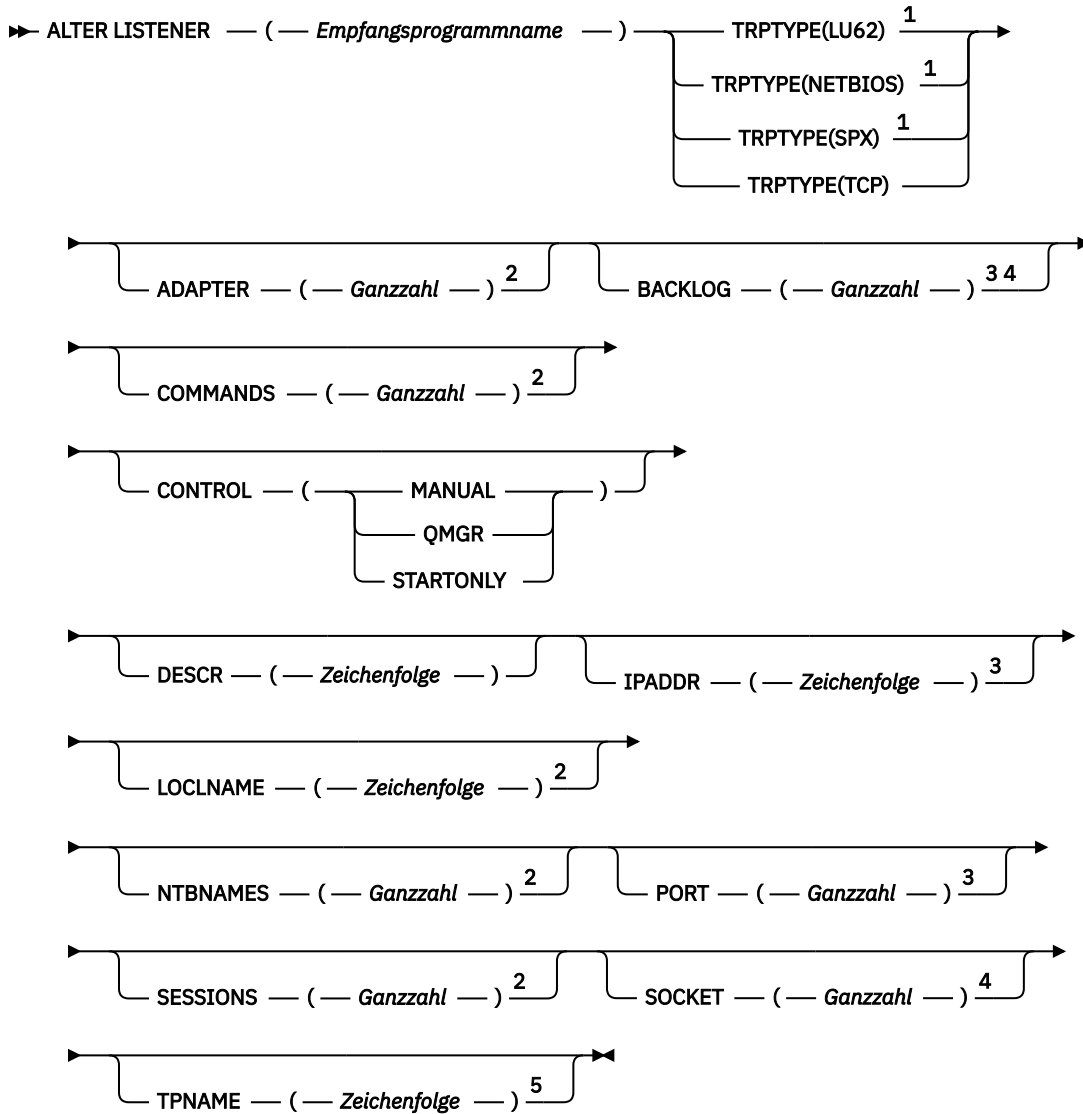 ALTER LISTENER ( Empfangsprogrammname ) TRPTYPE(LU62) 1
TRPTYPE(NETBIOS) 1
TRPTYPE(SPX) 1
TRPTYPE(TCP)
ADAPTER ( Ganzzahl ) 2 BACKLOG ( Ganzzahl ) 3 4
COMMANDS ( Ganzzahl ) 2
CONTROL ( MANUAL )
QMGR
STARTONLY
DESCR ( Zeichenfolge ) IPADDR ( Zeichenfolge ) 3
LOCLNAME ( Zeichenfolge ) 2
NTBNAMES ( Ganzzahl ) 2 PORT ( Ganzzahl ) 3
SESSIONS ( Ganzzahl ) 2 SOCKET ( Ganzzahl ) 4
TPNAME ( Zeichenfolge ) 5